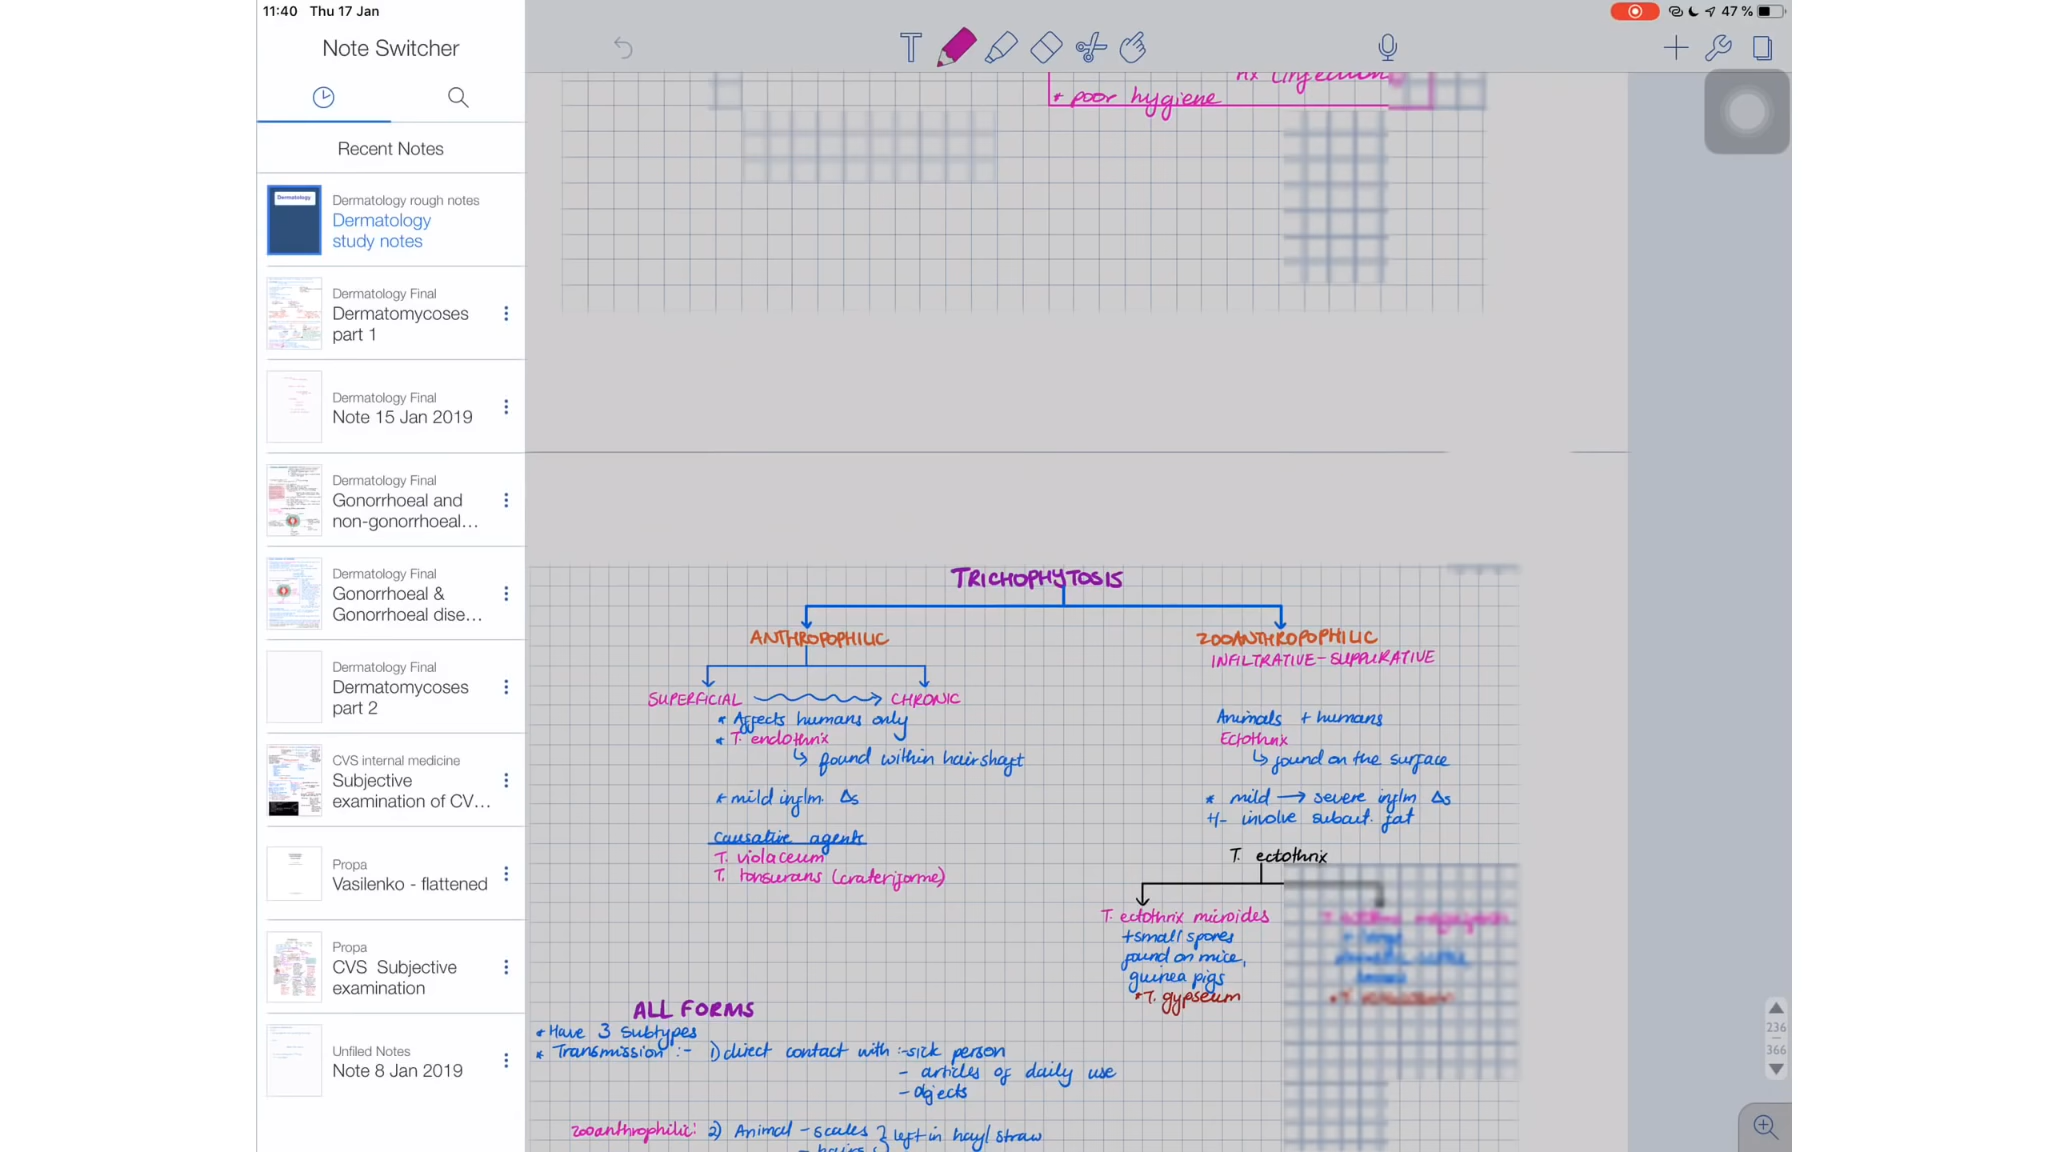 11:40 Thu 17 Jan
47 %
Note Switcher
Recent Notes
Dermatology
Dermatology rough notes
Dermatology
study notes
Dermatology Final
Dermatomycoses
part 1
Dermatology Final
Note 15 Jan 2019
Dermatology Final
Gonorrhoeal and
non-gonorrhoeal...
Dermatology Final
Gonorrhoeal &
Gonorrhoeal dise...
Dermatology Final
Dermatomycoses
part 2
CVS internal medicine
Subjective
examination of CV...
Propa
Vasilenko - flattened
Propa
CVS Subjective
examination
Unfiled Notes
Note 8 Jan 2019
* poor hygiene
TRICHOPHYTOSIS
ANTHROPOPHILIC
SUPERFICIAL CHRONIC
* Affects humans only
* T. endothrix
↳ found within hairshaft
* mild inflm. Δs
causative agents
T. violaceum
T. tonsurans (crateriforme)
ZOOANTHROPOPHILIC
INFILTRATIVE - SUPPURATIVE
Animals + humans
Ectothrix
↳ found on the surface
* mild → severe inflm Δs
+/- involve subcut. fat
T. ectothrix
T. ectothrix microides
+small spores
found on mice,
guinea pigs
*T. gypseum
ALL FORMS
* Have 3 subtypes
* Transmission :- 1) direct contact with :- sick person
- articles of daily use
- objects
zooanthrophilic: 2) Animal - scales } left in hay/ straw
- hairs
236
366